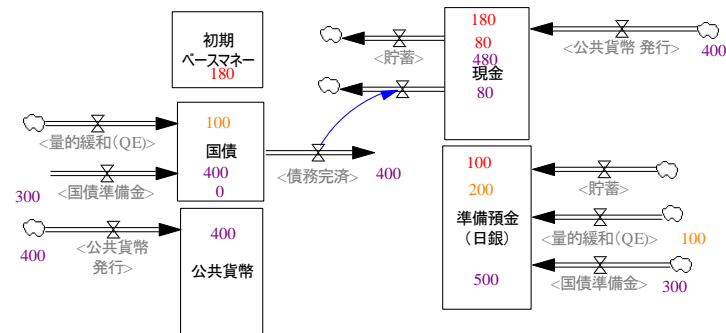 初期
ベースマネー
180
180
80
480
現金
80
<貯蓄>
<公共貨幣 発行>
400
100
国債
400
0
<量的緩和(QE)>
300
<国債準備金>
<債務完済>
400
400
<公共貨幣
発行>
400
公共貨幣
100
200
準備預金
(日銀)
500
<貯蓄>
<量的緩和(QE)>
100
<国債準備金>
300